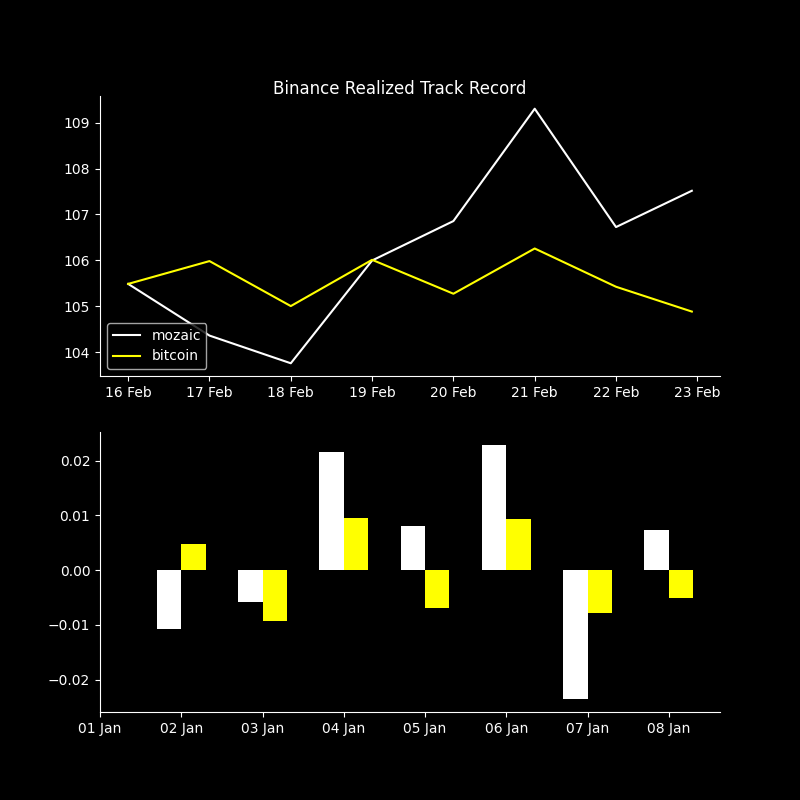 Binance Realized Track Record
109
108
107
106
105
104
mozaic
bitcoin
16 Feb 17 Feb 18 Feb 19 Feb 20 Feb 21 Feb 22 Feb 23 Feb
0.02
0.01
0.00
−0.01
−0.02
01 Jan 02 Jan 03 Jan 04 Jan 05 Jan 06 Jan 07 Jan 08 Jan